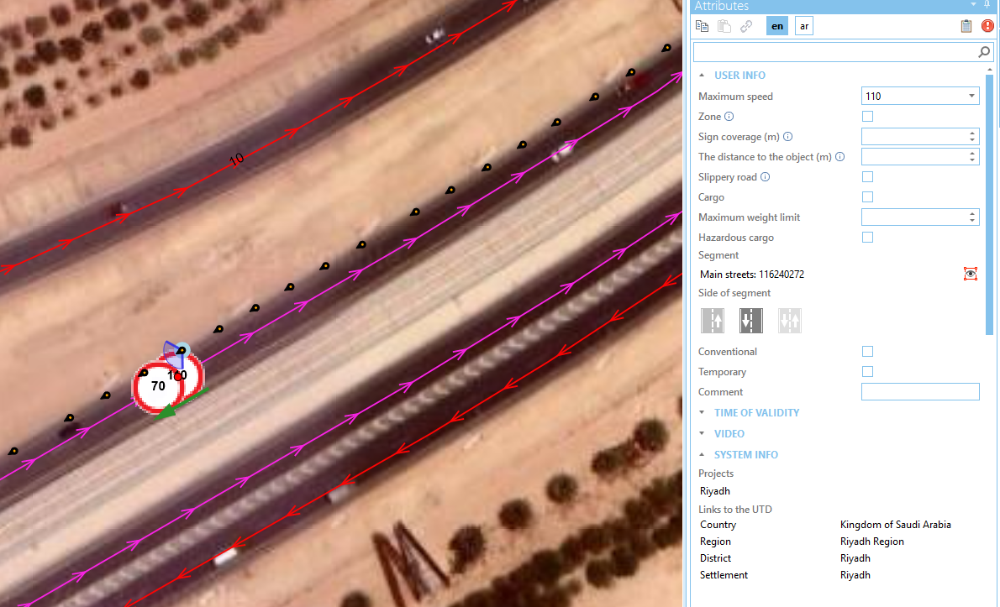 10
110
70
Attributes
en
ar
USER INFO
Maximum speed
110
Zone
Sign coverage (m)
The distance to the object (m)
Slippery road
Cargo
Maximum weight limit
Hazardous cargo
Segment
Main streets: 116240272
Side of segment
Conventional
Temporary
Comment
TIME OF VALIDITY
VIDEO
SYSTEM INFO
Projects
Riyadh
Links to the UTD
Country Kingdom of Saudi Arabia
Region Riyadh Region
District Riyadh
Settlement Riyadh